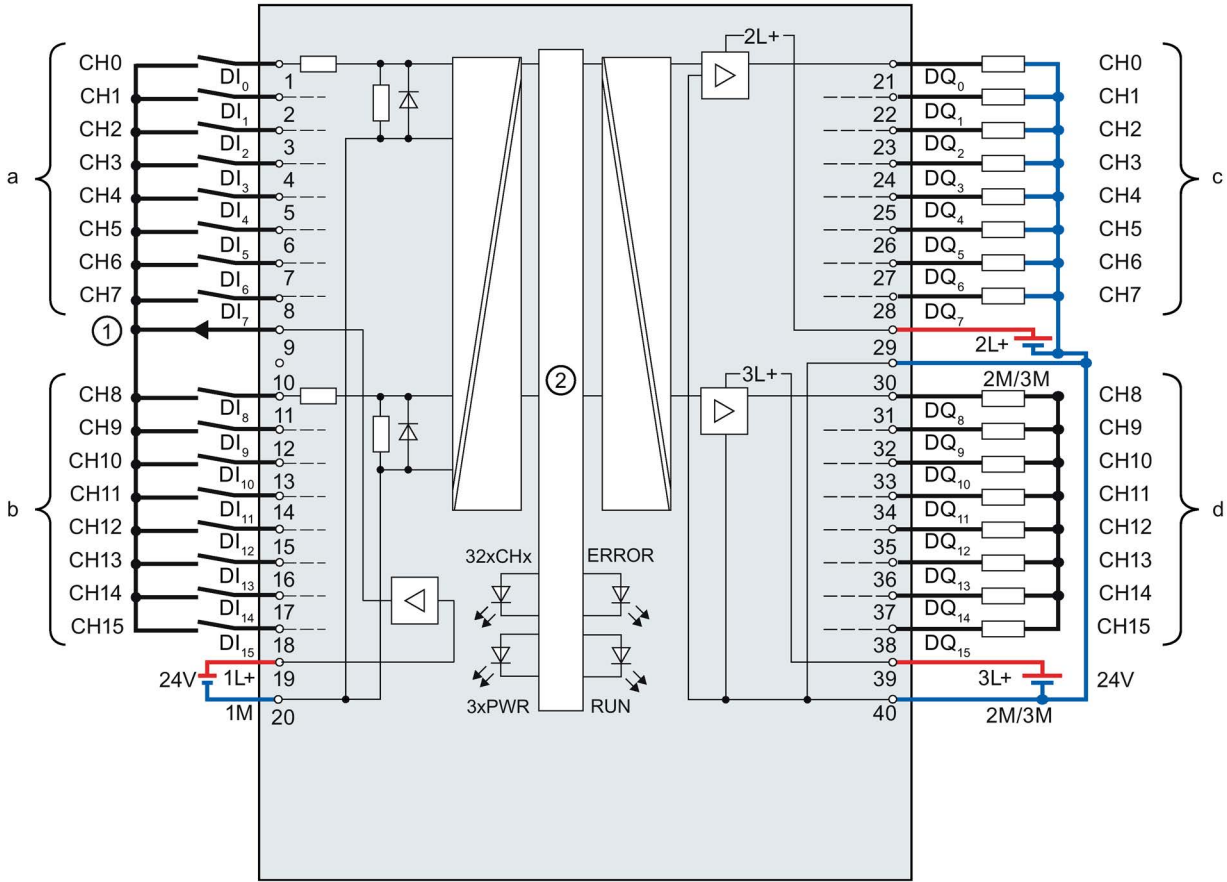 a
CH0
CH1
CH2
CH3
CH4
CH5
CH6
CH7
①
b
CH8
CH9
CH10
CH11
CH12
CH13
CH14
CH15
24V
1L+
1M
DI0
DI1
DI2
DI3
DI4
DI5
DI6
DI7
DI8
DI9
DI10
DI11
DI12
DI13
DI14
DI15
1
2
3
4
5
6
7
8
9
10
11
12
13
14
15
16
17
18
19
20
②
32xCHx
ERROR
3xPWR
RUN
2L+
3L+
21
22
23
24
25
26
27
28
29
30
31
32
33
34
35
36
37
38
39
40
DQ0
DQ1
DQ2
DQ3
DQ4
DQ5
DQ6
DQ7
2L+
2M/3M
DQ8
DQ9
DQ10
DQ11
DQ12
DQ13
DQ14
DQ15
3L+
24V
2M/3M
CH0
CH1
CH2
CH3
CH4
CH5
CH6
CH7
c
CH8
CH9
CH10
CH11
CH12
CH13
CH14
CH15
d